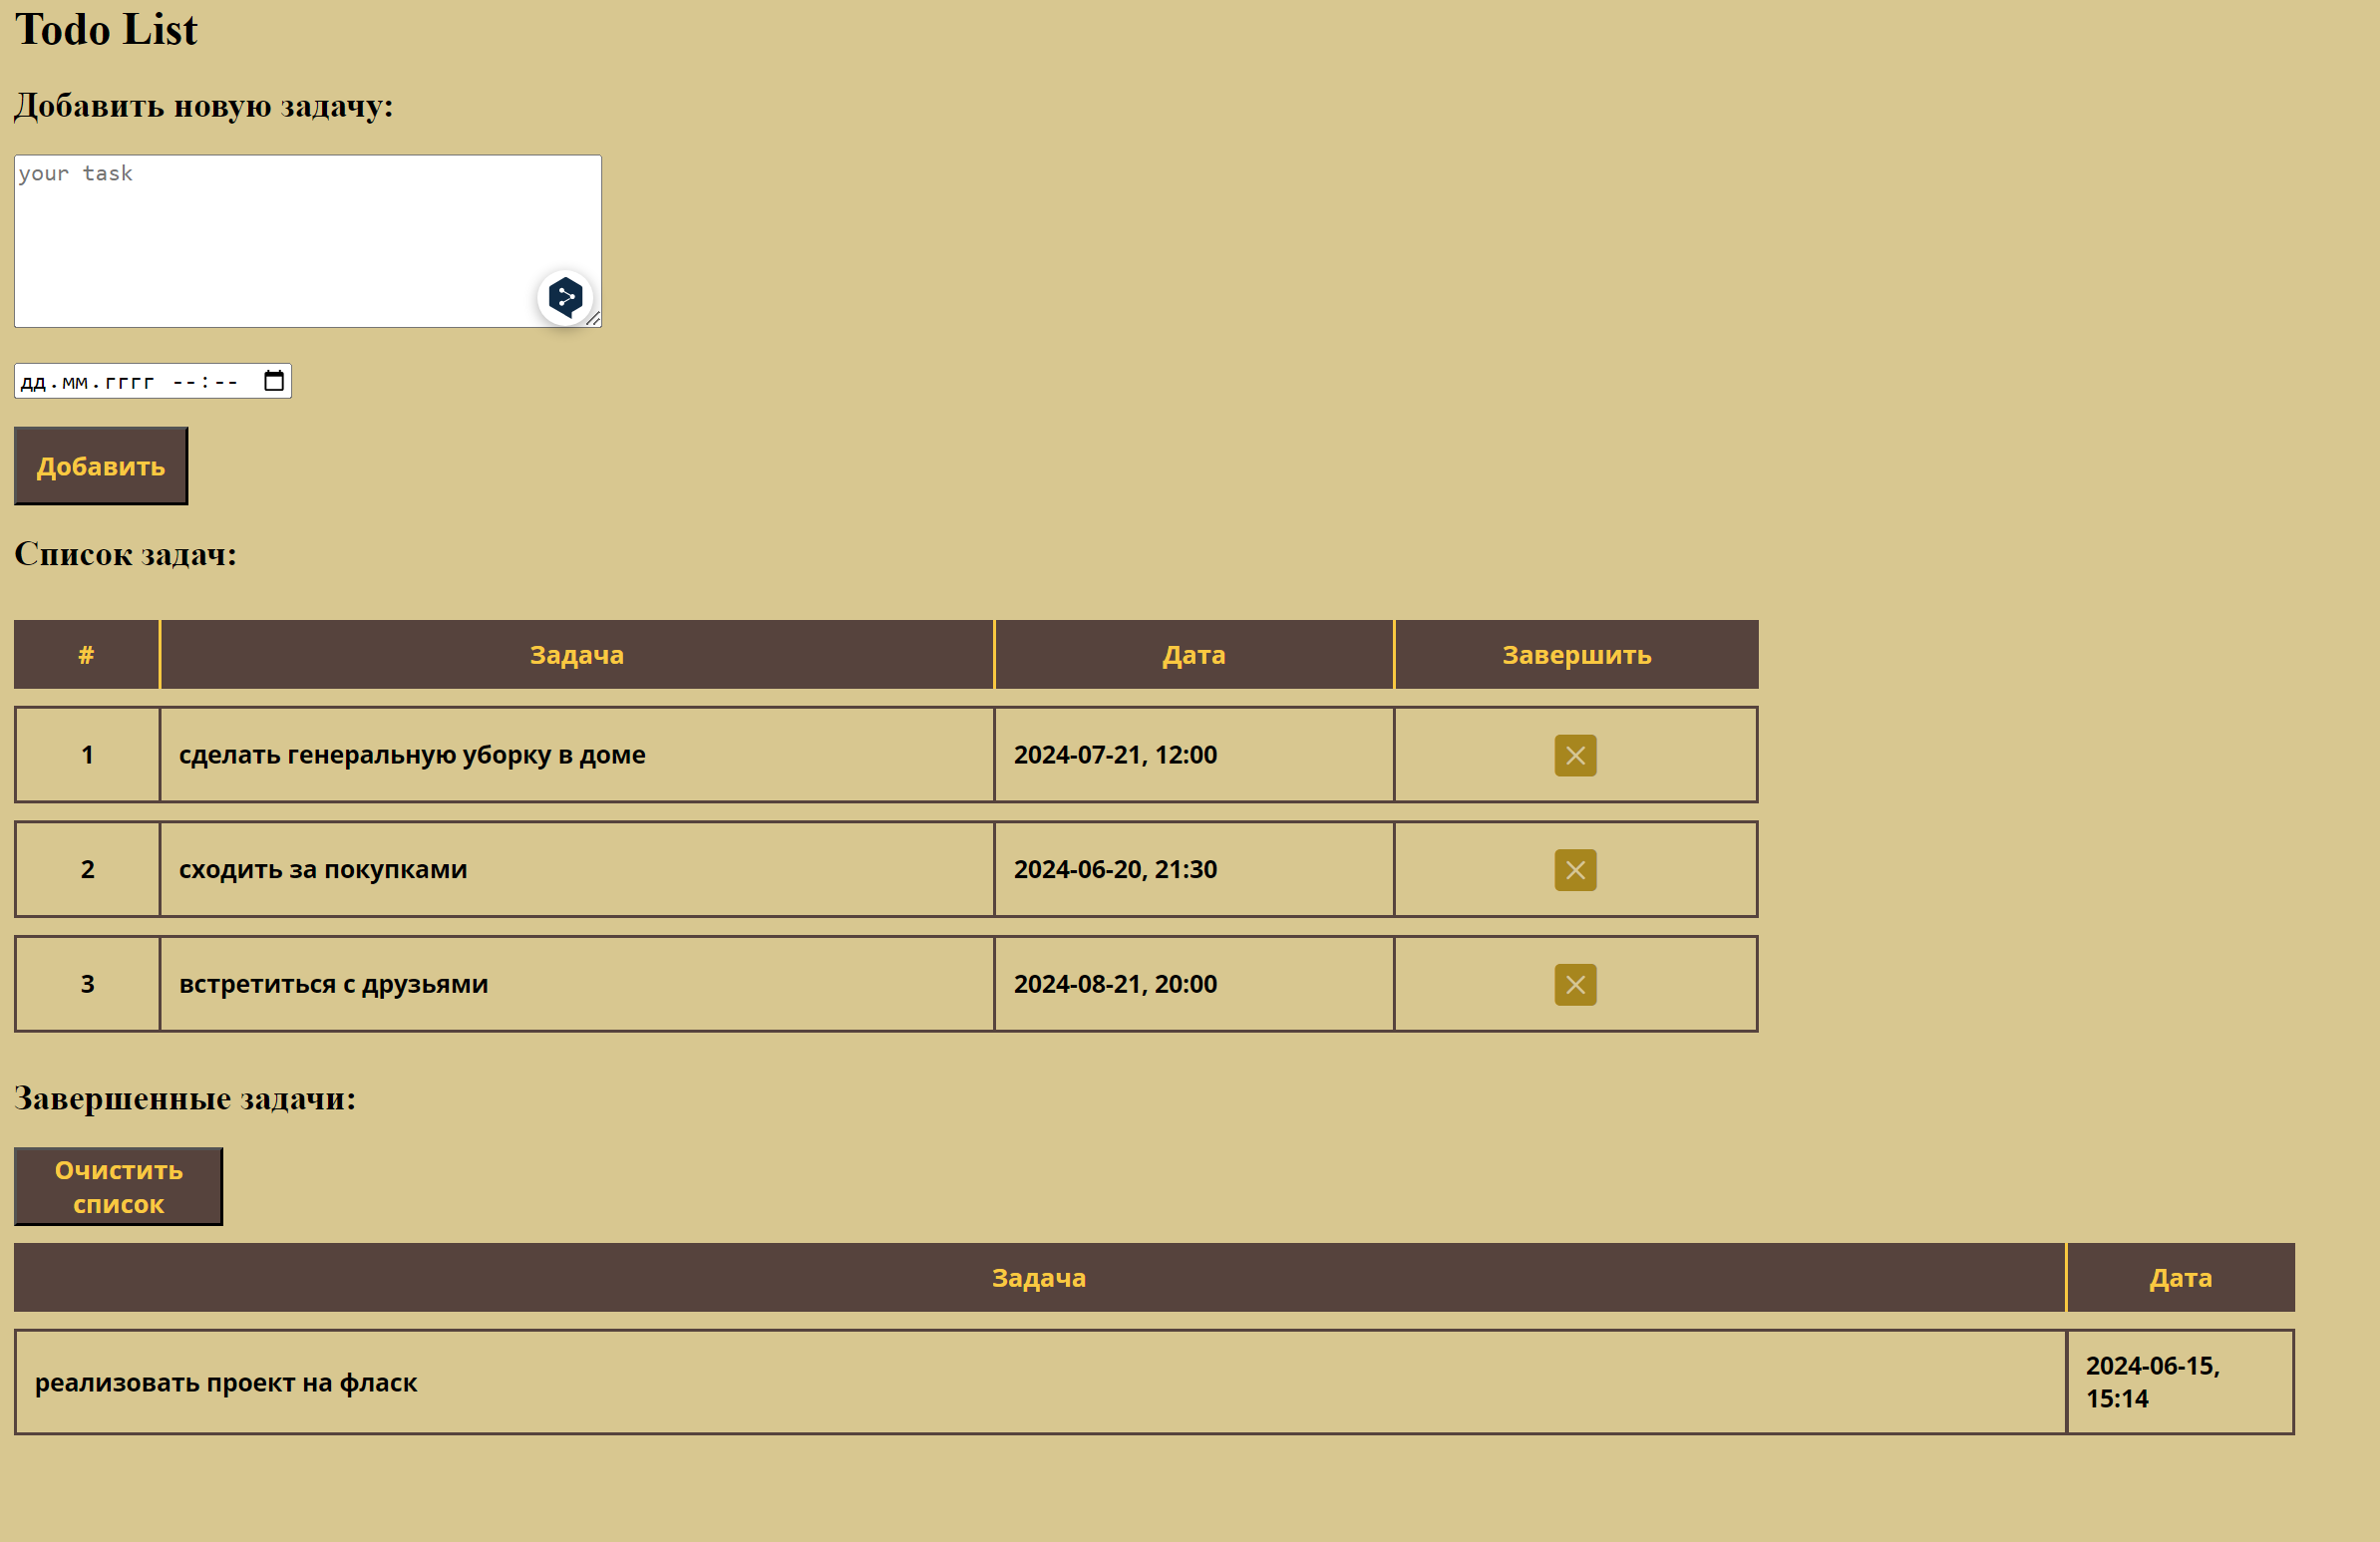 Todo List
Добавить новую задачу:
your task
дд.мм.гггг --:--
Добавить
Список задач:
# Задача Дата Завершить
1 сделать генеральную уборку в доме 2024-07-21, 12:00
2 сходить за покупками 2024-06-20, 21:30
3 встретиться с друзьями 2024-08-21, 20:00
Завершенные задачи:
Очистить
список
Задача Дата
реализовать проект на фласк 2024-06-15,
15:14